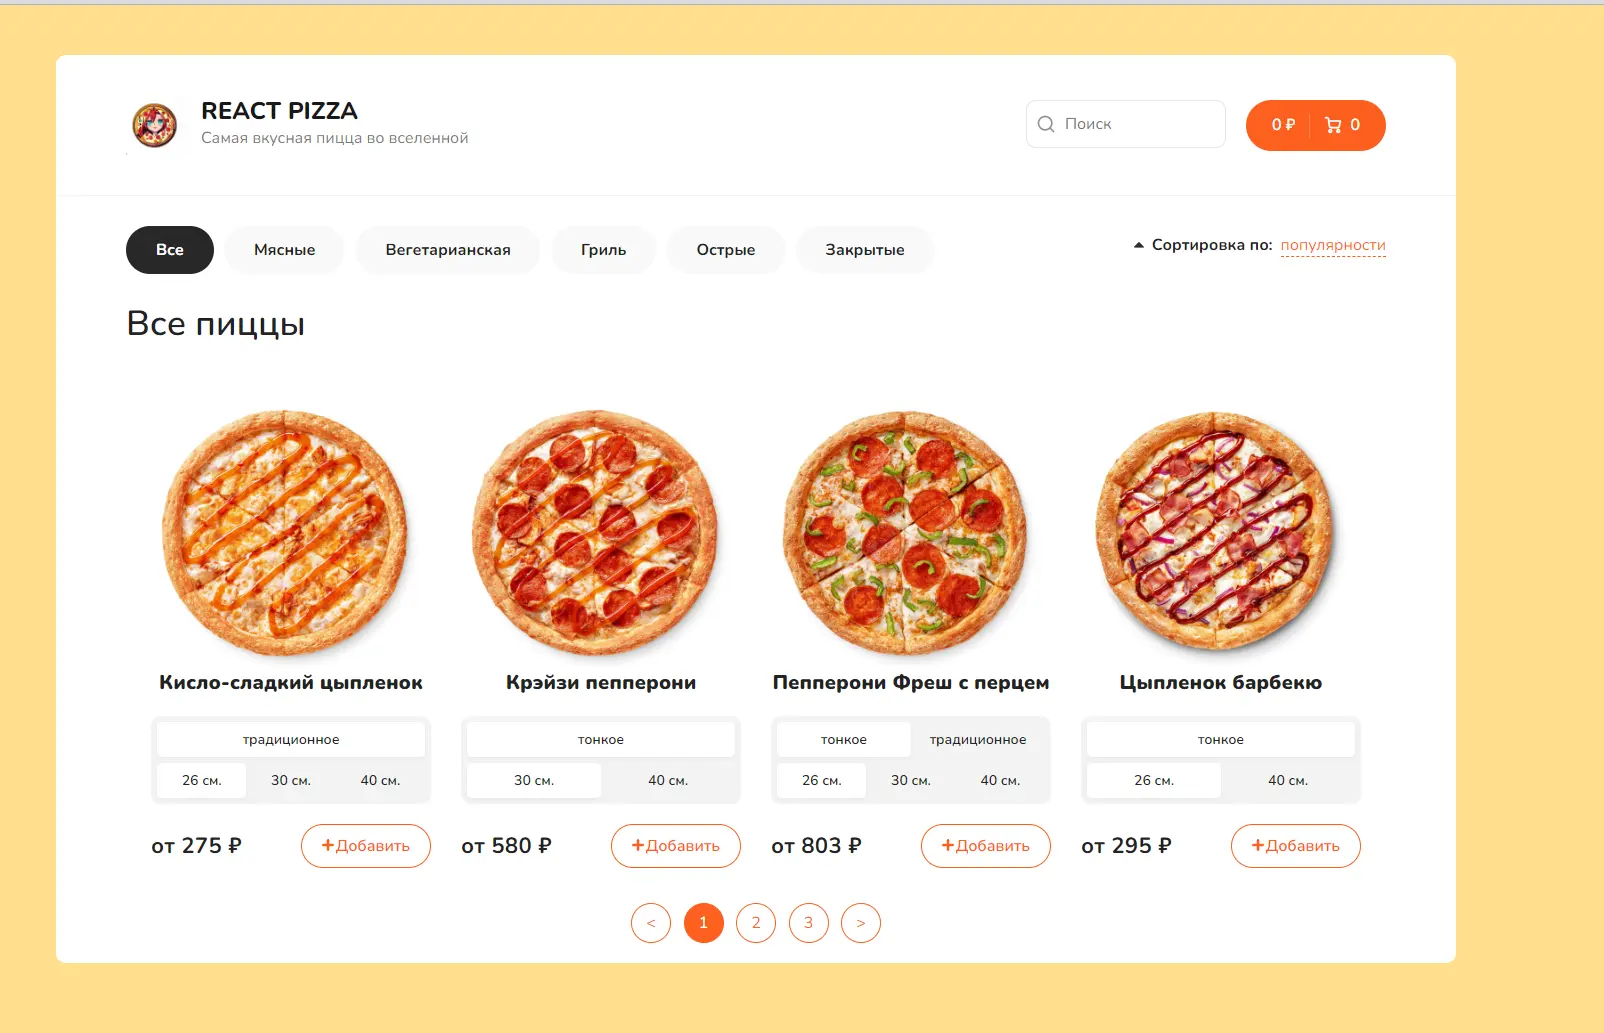 REACT PIZZA
Самая вкусная пицца во вселенной
Поиск
0 ₽ 0
Все Мясные Вегетарианская Гриль Острые Закрытые
Сортировка по: популярности
Все пиццы
Кисло-сладкий цыпленок
традиционное
26 см. 30 см. 40 см.
от 275 ₽ +Добавить
Крэйзи пепперони
тонкое
30 см. 40 см.
от 580 ₽ +Добавить
Пепперони Фреш с перцем
тонкое традиционное
26 см. 30 см. 40 см.
от 803 ₽ +Добавить
Цыпленок барбекю
тонкое
26 см. 40 см.
от 295 ₽ +Добавить
< 1 2 3 >